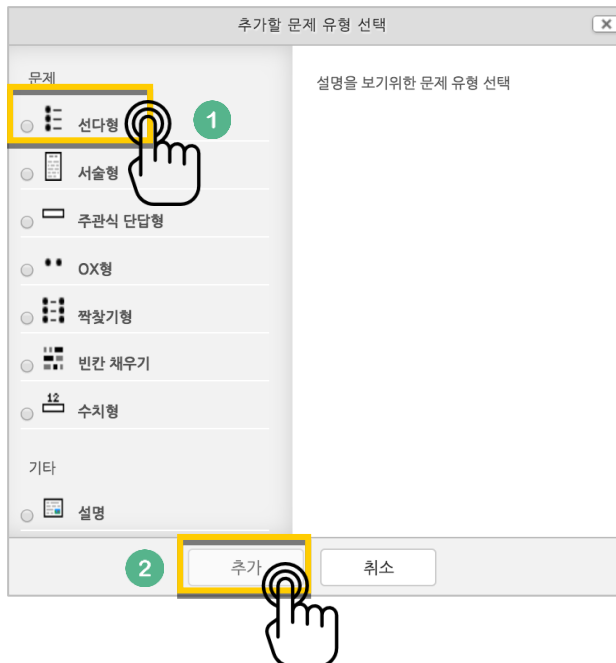 추가할 문제 유형 선택
x
문제
설명을 보기위한 문제 유형 선택
선다형
1
서술형
주관식 단답형
OX형
짝찾기형
빈칸 채우기
12
수치형
기타
설명
2
추가
취소